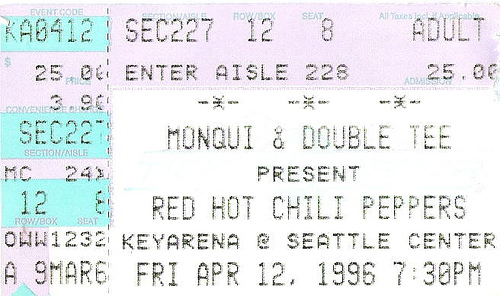 EVENT CODE SECTION/AISLE ROW/BOX SEAT All Taxes Incl. if Applicable
KA0412 SEC227 12 8 ADULT
$ 25.00 ENTER AISLE 228 25.00
PRICE ADMISSION
3.90
CONVENIENCE
SEC227 MONQUI & DOUBLE TEE
SECTION/AISLE
MC 24X PRESENT
12 8 RED HOT CHILI PEPPERS
ROW/BOX SEAT
OWW1232 KEYARENA @ SEATTLE CENTER
A 9MAR6 FRI APR 12, 1996 7:30PM